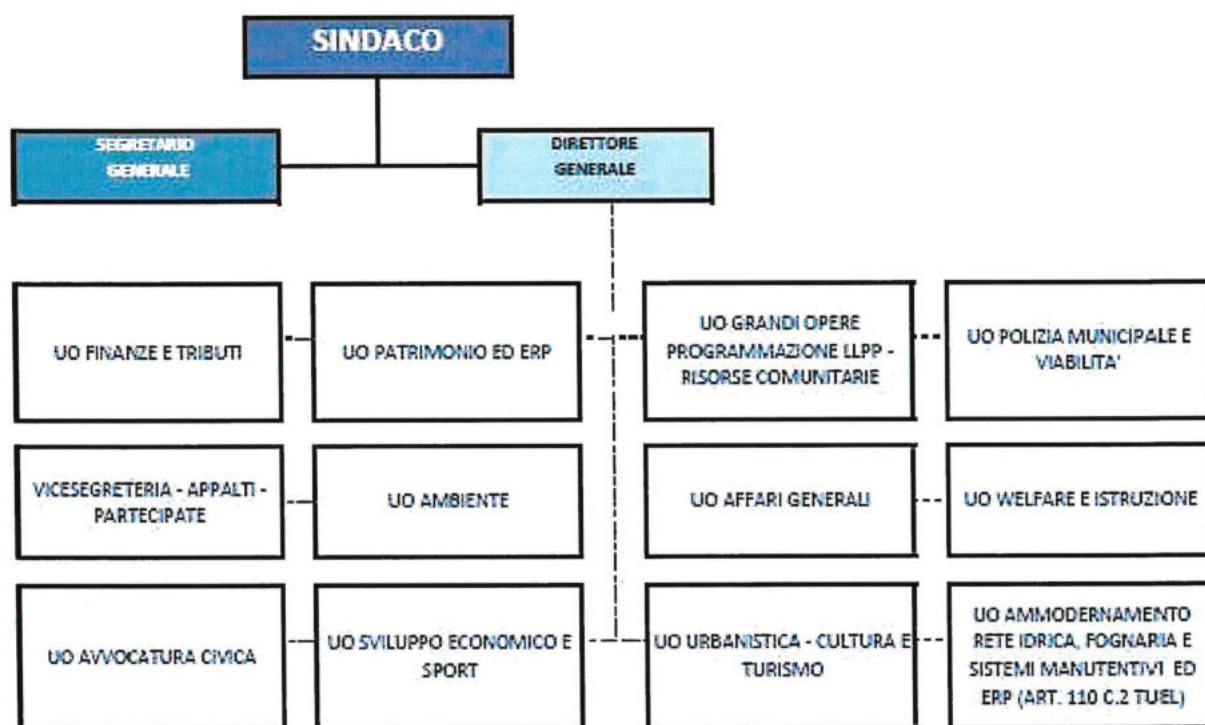 SINDACO
SEGRETARIO
GENERALE
DIRETTORE
GENERALE
UO FINANZE E TRIBUTI
UO PATRIMONIO ED ERP
UO GRANDI OPERE
PROGRAMMAZIONE LLPP -
RISORSE COMUNITARIE
UO POLIZIA MUNICIPALE E
VIABILITA'
VICESEGRETERIA - APPALTI -
PARTECIPATE
UO AMBIENTE
UO AFFARI GENERALI
UO WELFARE E ISTRUZIONE
UO AVVOCATURA CIVICA
UO SVILUPPO ECONOMICO E
SPORT
UO URBANISTICA - CULTURA E
TURISMO
UO AMMODERNAMENTO
RETE IDRICA, FOGNARIA E
SISTEMI MANUTENTIVI ED
ERP (ART. 110 C.2 TUEL)